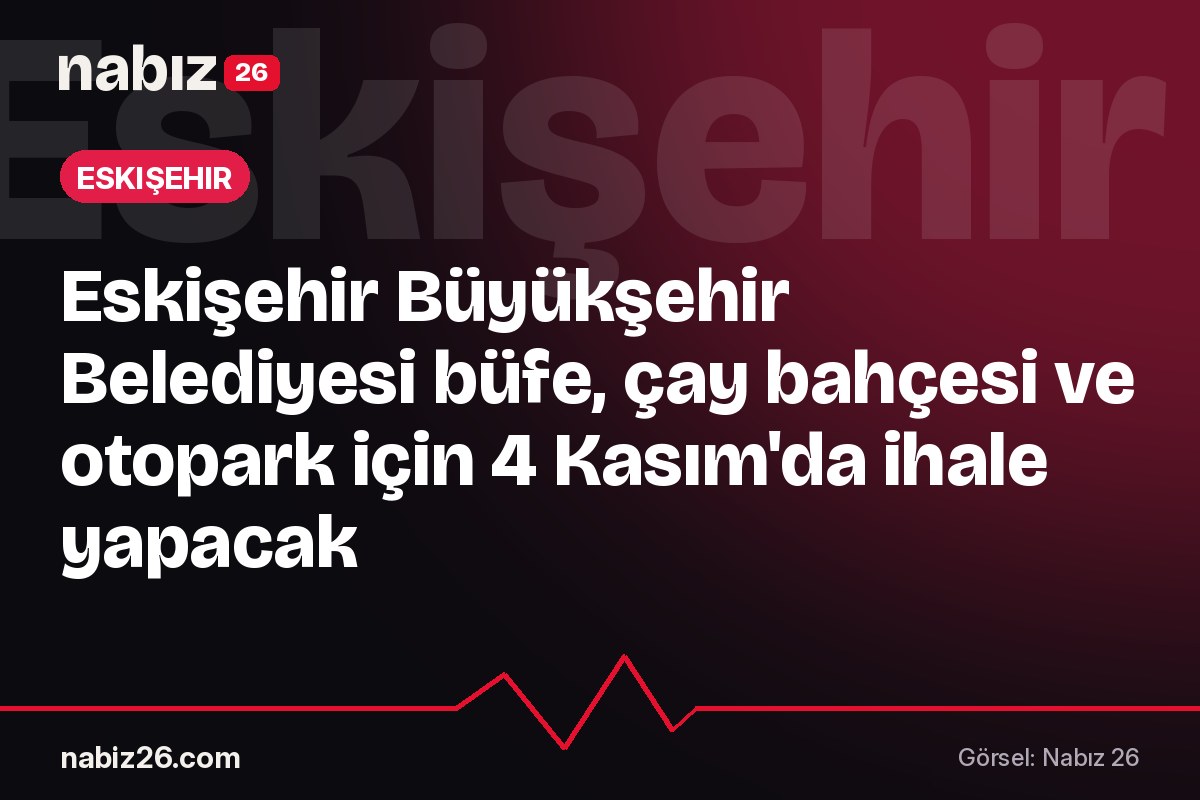 Eskişehir
nabız 26
ESKIŞEHIR
Eskişehir Büyükşehir
Belediyesi büfe, çay bahçesi ve
otopark için 4 Kasım'da ihale
yapacak
nabiz26.com
Görsel: Nabız 26